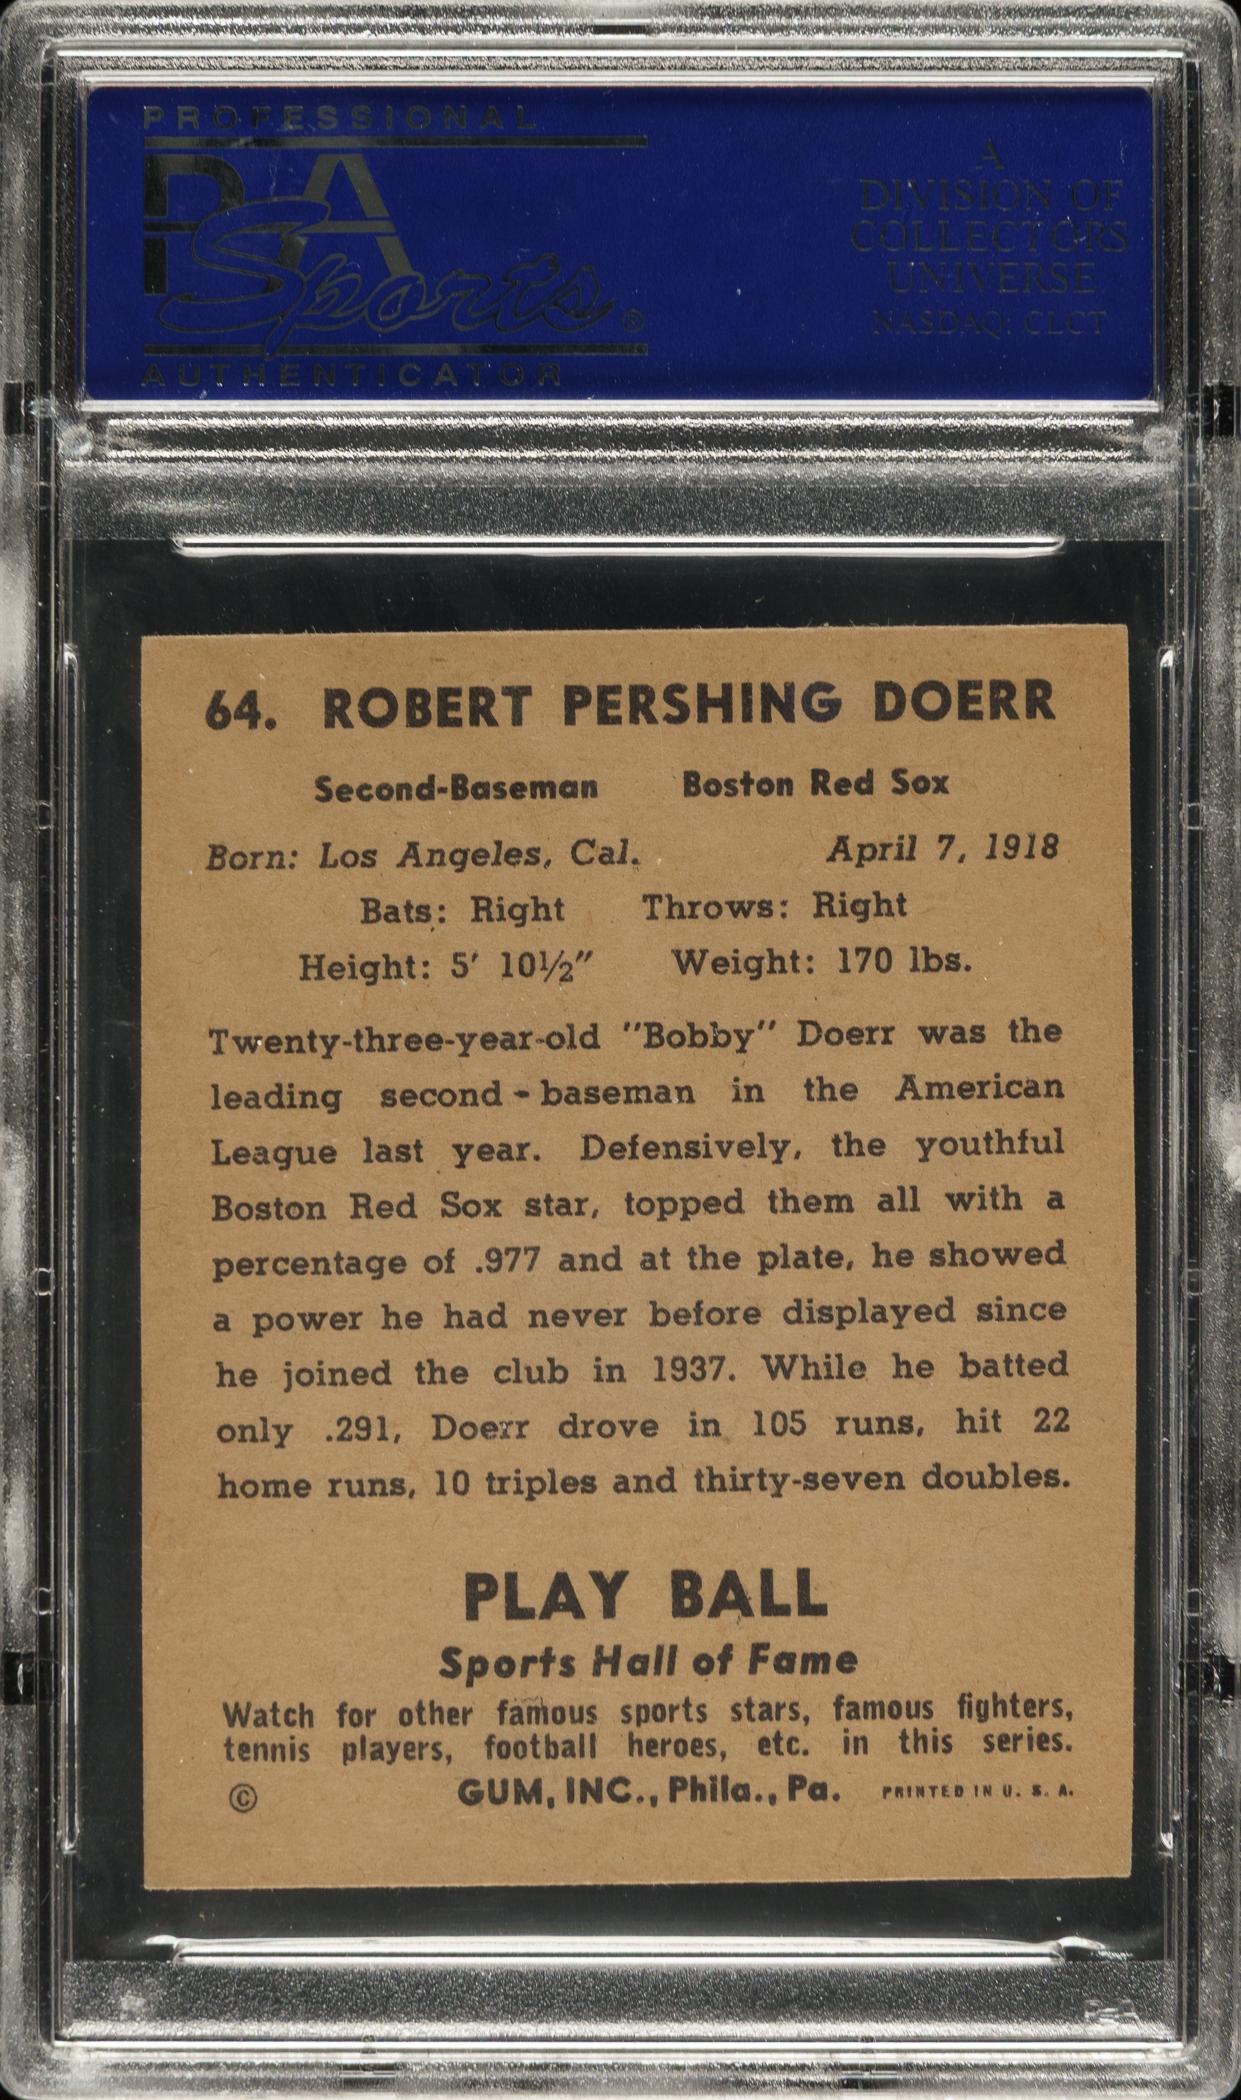 PROFESSIONAL
PSA
Sports®
AUTHENTICATOR
A
DIVISION OF
COLLECTORS
UNIVERSE
NASDAQ: CLCT
64. ROBERT PERSHING DOERR
Second-Baseman Boston Red Sox
Born: Los Angeles, Cal. April 7, 1918
Bats: Right Throws: Right
Height: 5′ 10½″ Weight: 170 lbs.
Twenty-three-year-old "Bobby" Doerr was the
leading second-baseman in the American
League last year. Defensively, the youthful
Boston Red Sox star, topped them all with a
percentage of .977 and at the plate, he showed
a power he had never before displayed since
he joined the club in 1937. While he batted
only .291, Doerr drove in 105 runs, hit 22
home runs, 10 triples and thirty-seven doubles.
PLAY BALL
Sports Hall of Fame
Watch for other famous sports stars, famous fighters,
tennis players, football heroes, etc. in this series.
© GUM, INC., Phila., Pa. PRINTED IN U. S. A.